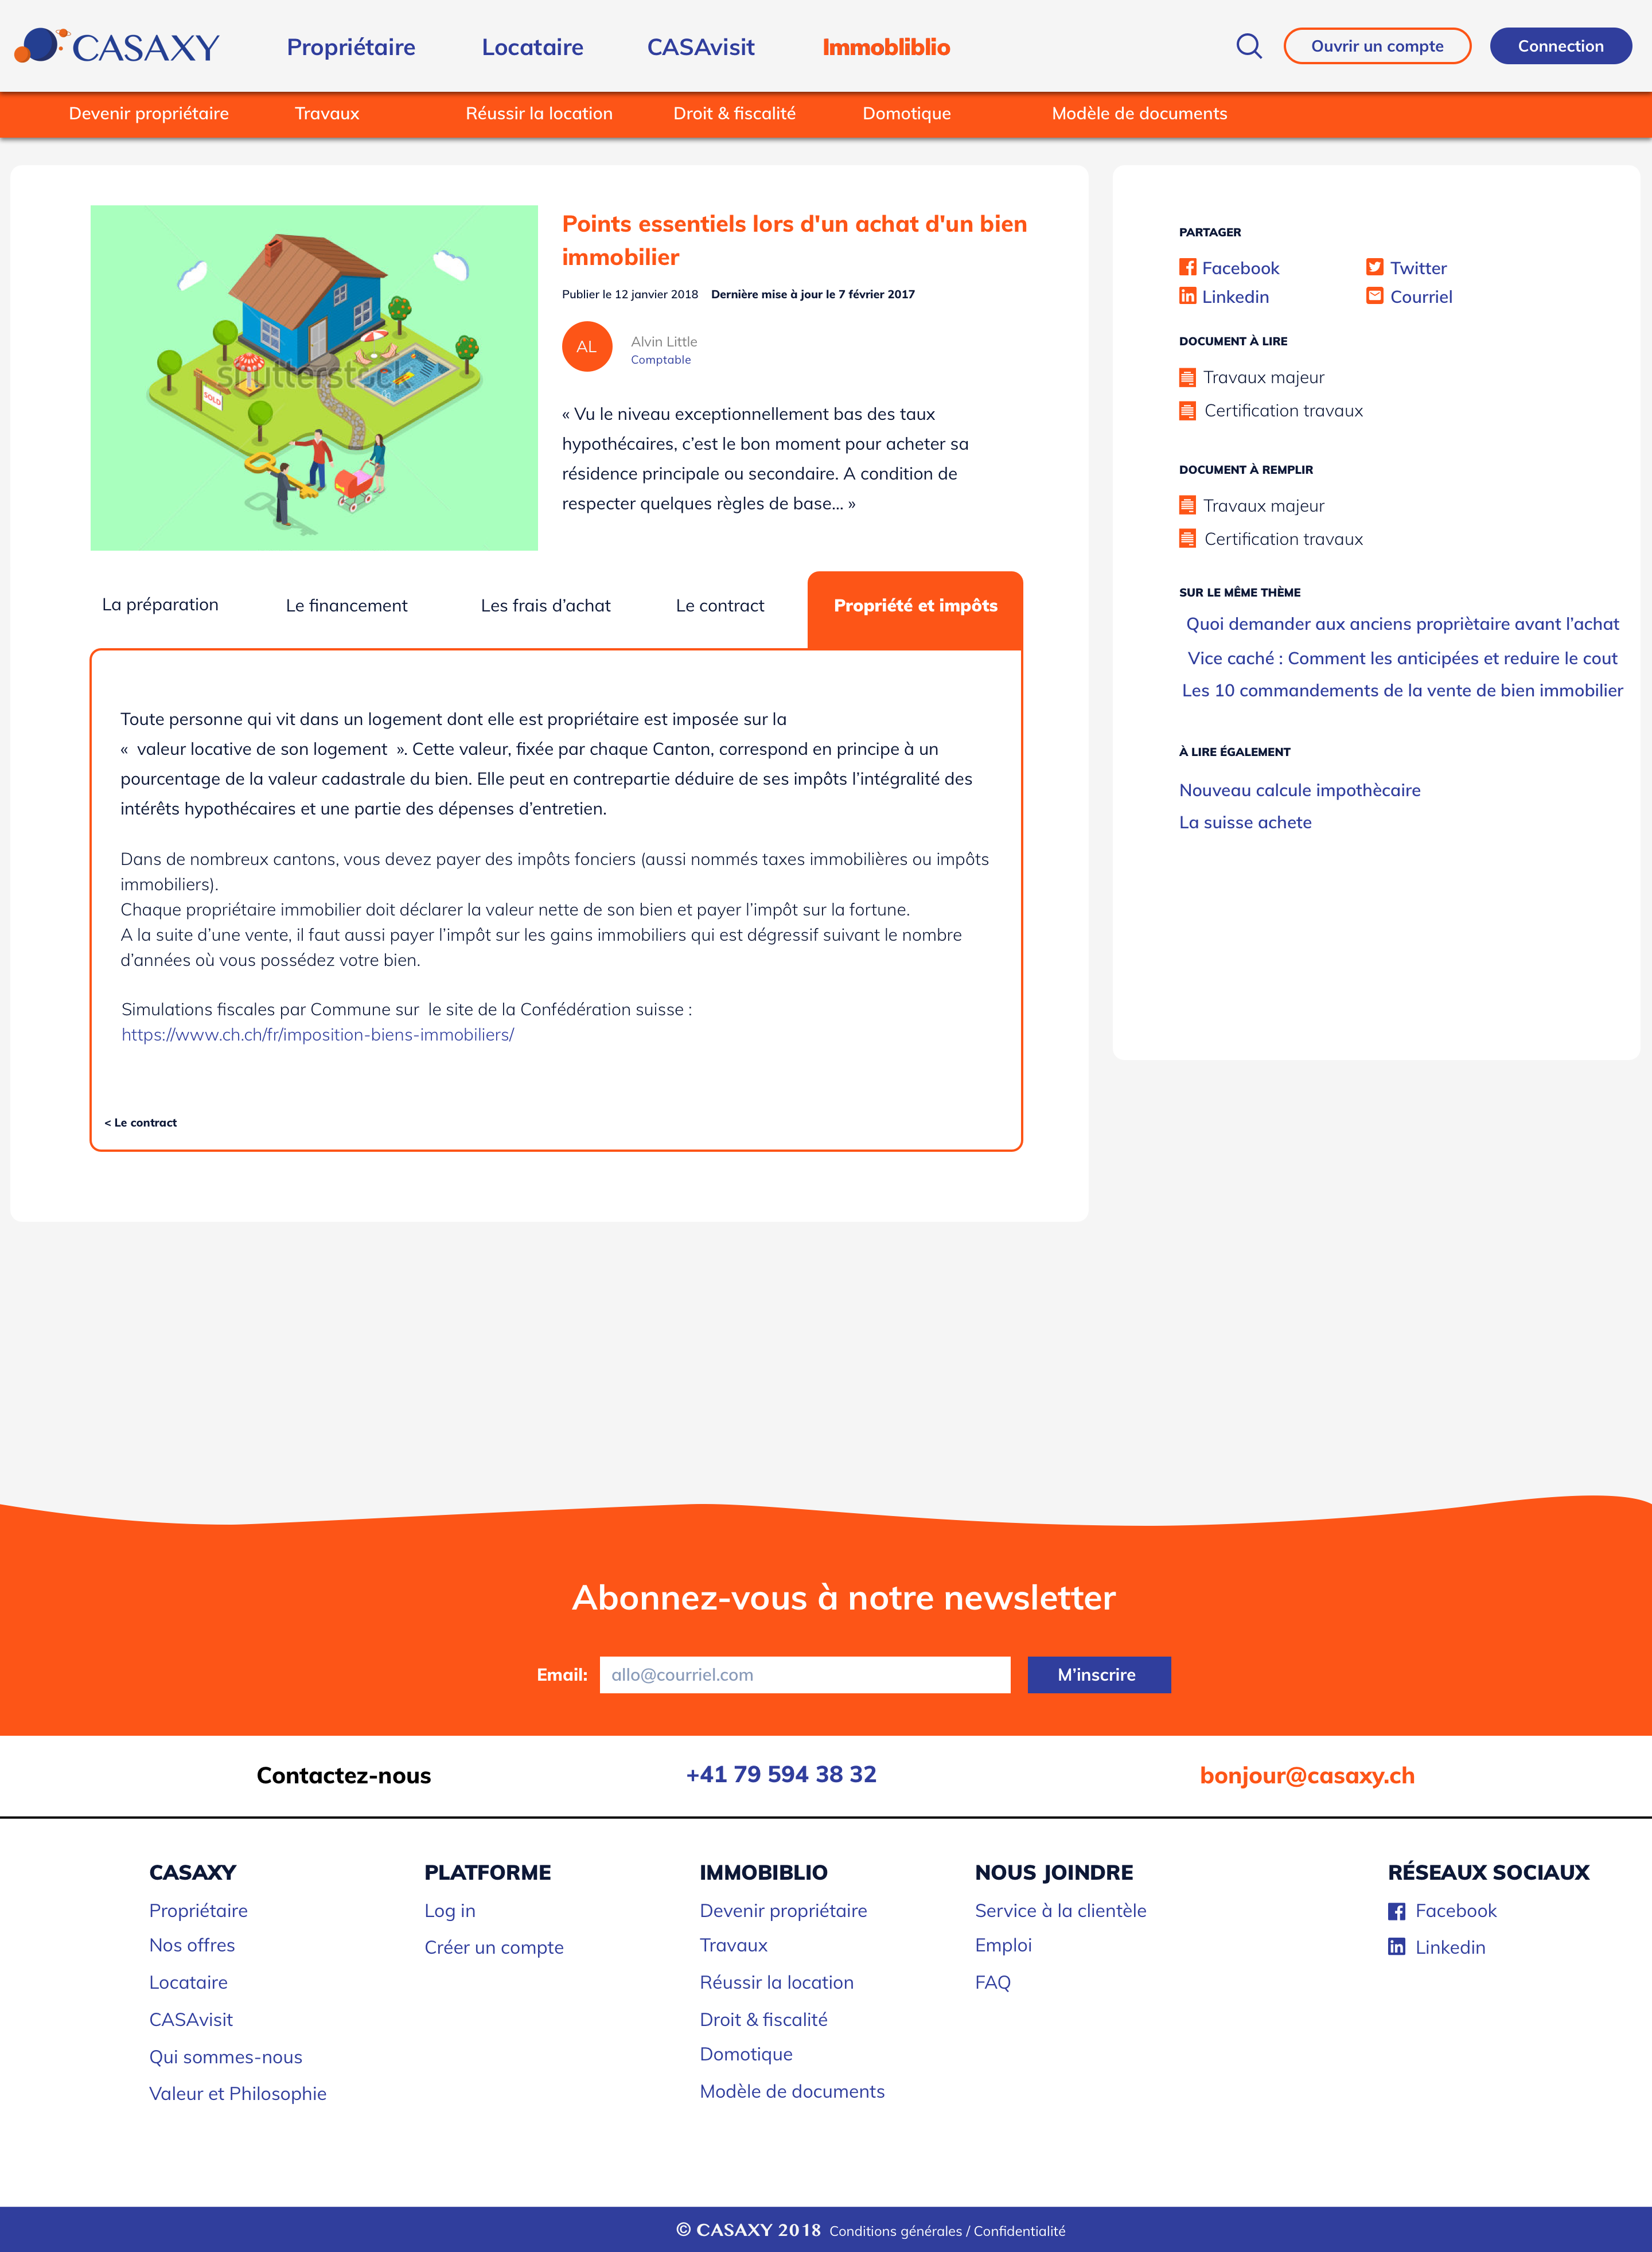 CASAXY
Propriétaire
Locataire
CASAvisit
Immobliblio
Ouvrir un compte
Connection
Devenir propriétaire
Travaux
Réussir la location
Droit & fiscalité
Domotique
Modèle de documents
shutterstock
SOLD
Points essentiels lors d'un achat d'un bien
immobilier
Publier le 12 janvier 2018 Dernière mise à jour le 7 février 2017
AL
Alvin Little
Comptable
« Vu le niveau exceptionnellement bas des taux
hypothécaires, c’est le bon moment pour acheter sa
résidence principale ou secondaire. A condition de
respecter quelques règles de base... »
La préparation
Le financement
Les frais d’achat
Le contract
Propriété et impôts
Toute personne qui vit dans un logement dont elle est propriétaire est imposée sur la
« valeur locative de son logement ». Cette valeur, fixée par chaque Canton, correspond en principe à un
pourcentage de la valeur cadastrale du bien. Elle peut en contrepartie déduire de ses impôts l’intégralité des
intérêts hypothécaires et une partie des dépenses d’entretien.
Dans de nombreux cantons, vous devez payer des impôts fonciers (aussi nommés taxes immobilières ou impôts
immobiliers).
Chaque propriétaire immobilier doit déclarer la valeur nette de son bien et payer l’impôt sur la fortune.
A la suite d’une vente, il faut aussi payer l’impôt sur les gains immobiliers qui est dégressif suivant le nombre
d’années où vous possédez votre bien.
Simulations fiscales par Commune sur le site de la Confédération suisse :
https://www.ch.ch/fr/imposition-biens-immobiliers/
< Le contract
PARTAGER
Facebook
Twitter
Linkedin
Courriel
DOCUMENT À LIRE
Travaux majeur
Certification travaux
DOCUMENT À REMPLIR
Travaux majeur
Certification travaux
SUR LE MÊME THÈME
Quoi demander aux anciens propriètaire avant l’achat
Vice caché : Comment les anticipées et reduire le cout
Les 10 commandements de la vente de bien immobilier
À LIRE ÉGALEMENT
Nouveau calcule impothècaire
La suisse achete
Abonnez-vous à notre newsletter
Email:
allo@courriel.com
M’inscrire
Contactez-nous
+41 79 594 38 32
bonjour@casaxy.ch
CASAXY
Propriétaire
Nos offres
Locataire
CASAvisit
Qui sommes-nous
Valeur et Philosophie
PLATFORME
Log in
Créer un compte
IMMOBIBLIO
Devenir propriétaire
Travaux
Réussir la location
Droit & fiscalité
Domotique
Modèle de documents
NOUS JOINDRE
Service à la clientèle
Emploi
FAQ
RÉSEAUX SOCIAUX
Facebook
Linkedin
© CASAXY 2018 Conditions générales / Confidentialité